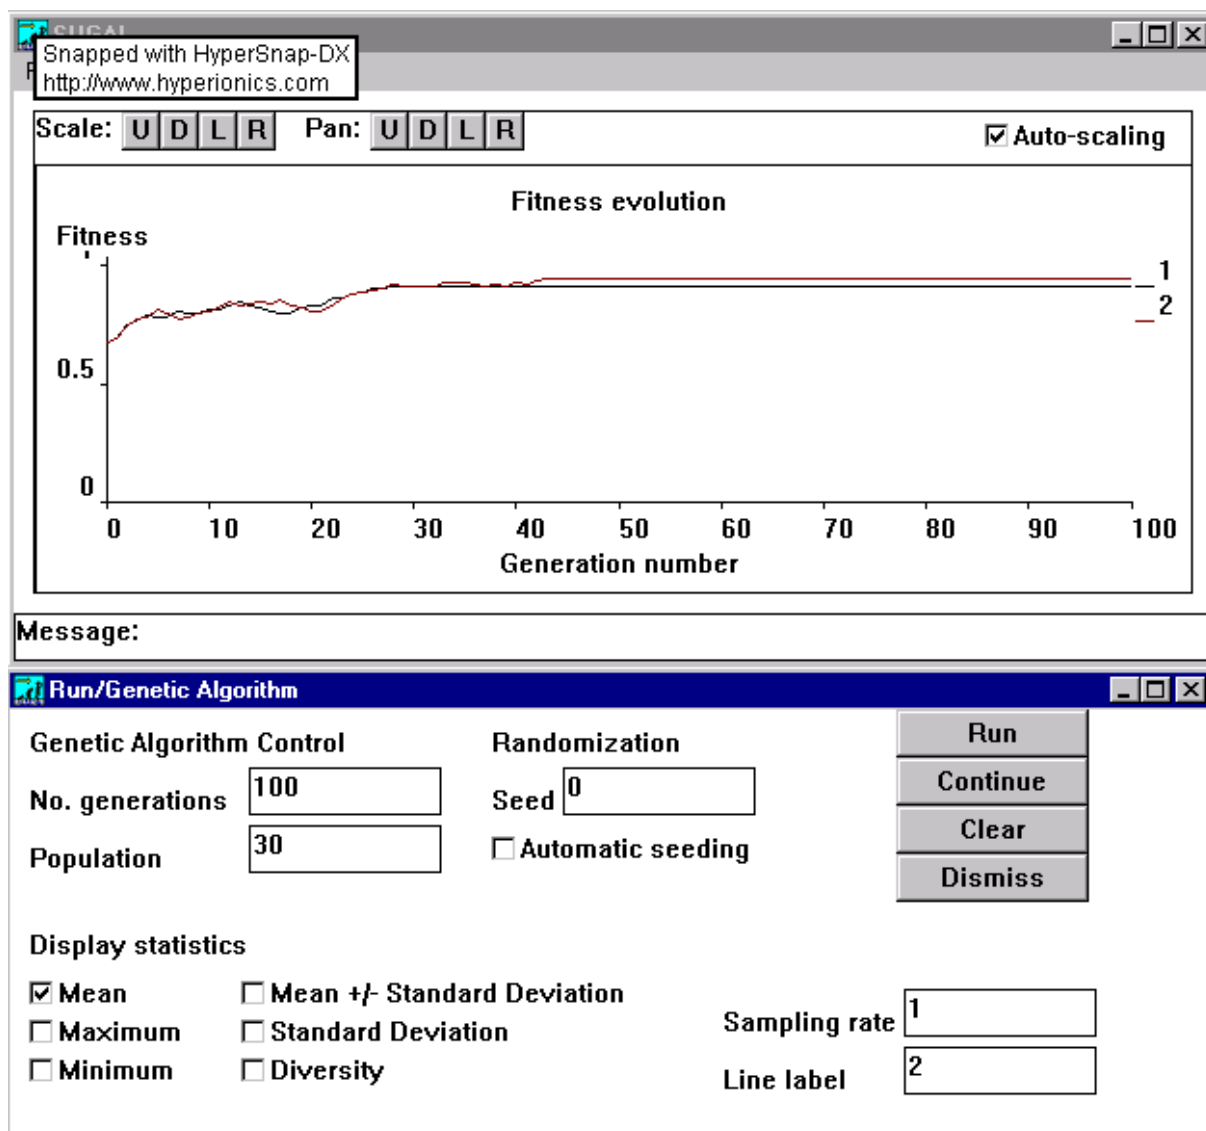 SUGAL
Snapped with HyperSnap-DX
http://www.hyperionics.com
Scale: U D L R Pan: U D L R Auto-scaling
Fitness evolution
Fitness
1
2
0.5
0
0 10 20 30 40 50 60 70 80 90 100
Generation number
Message:
Run/Genetic Algorithm
Genetic Algorithm Control Randomization Run
No. generations 100 Seed 0 Continue
Population 30 Automatic seeding Clear
Dismiss
Display statistics
Mean Mean +/- Standard Deviation
Maximum Standard Deviation Sampling rate 1
Minimum Diversity Line label 2